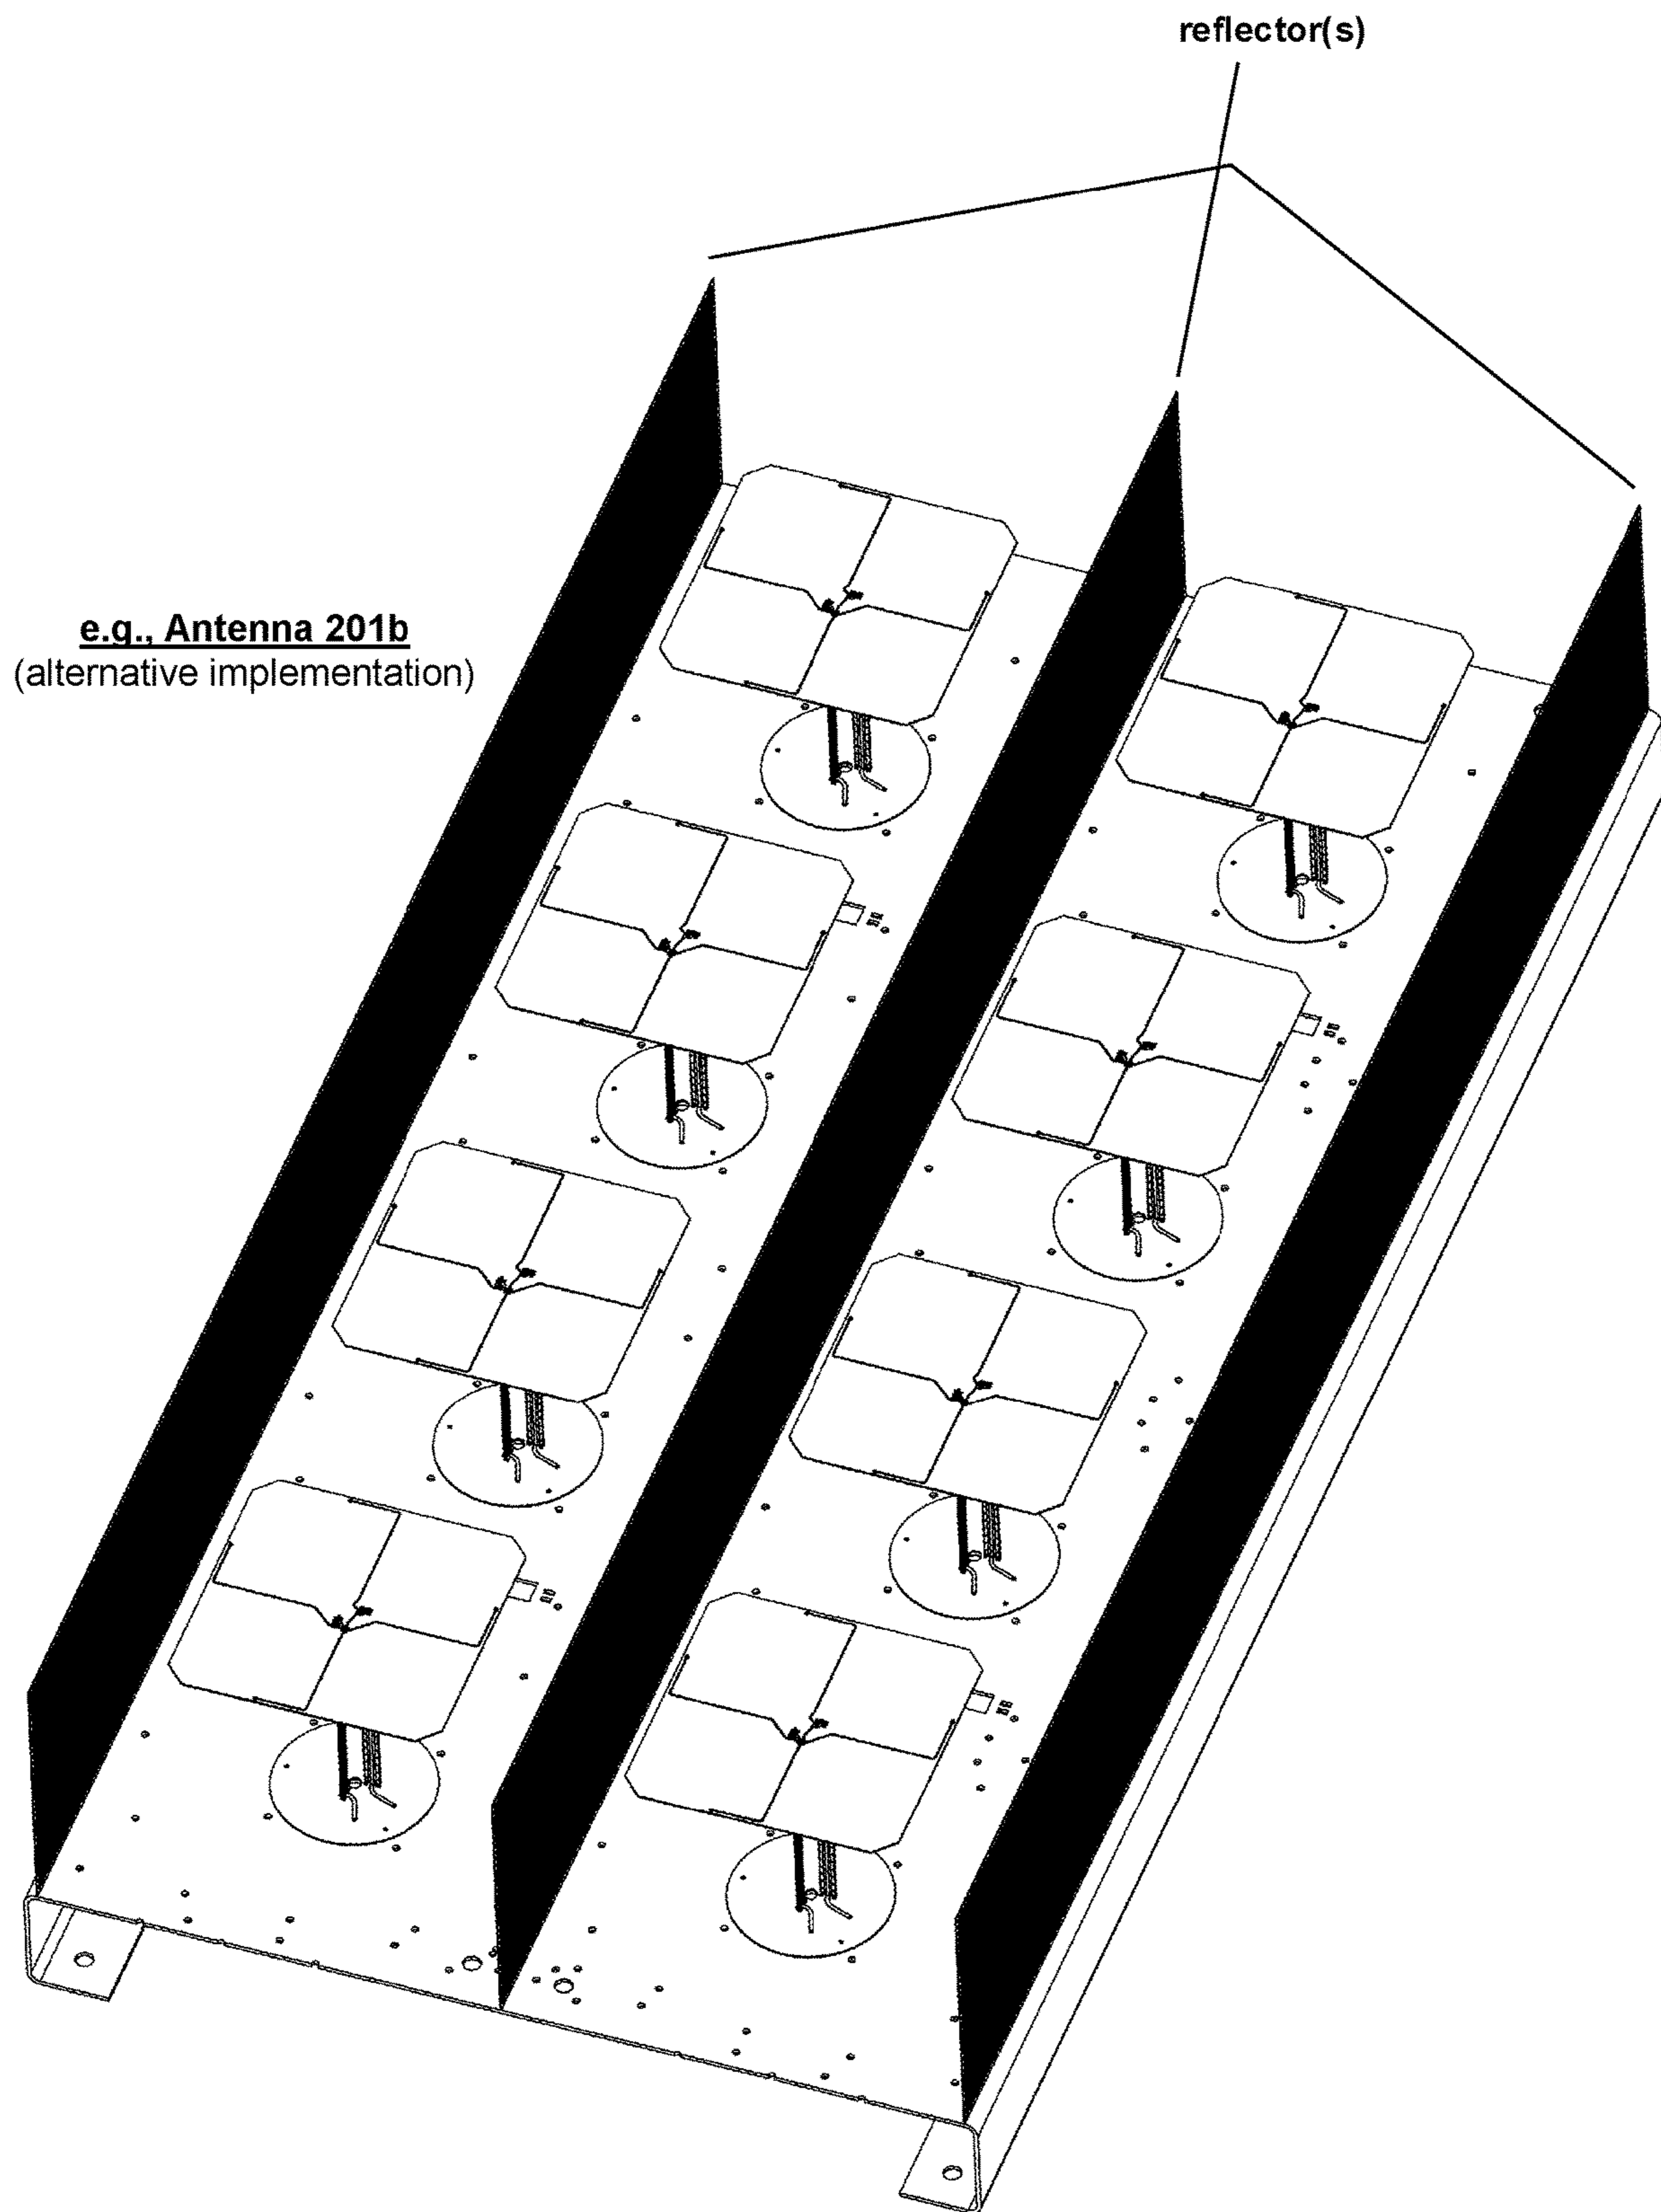 reflector(s)
e.g., Antenna 201b
(alternative implementation)